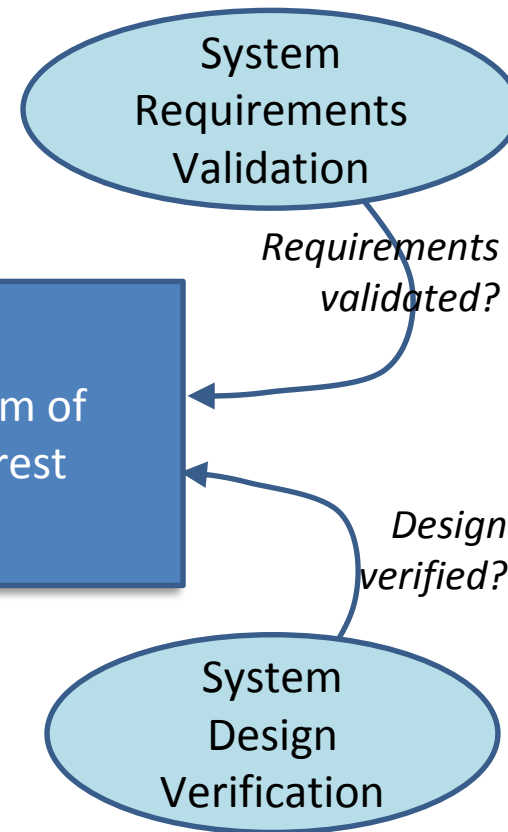 System
Requirements
Validation
Requirements
validated?
m of
rest
Design
verified?
System
Design
Verification